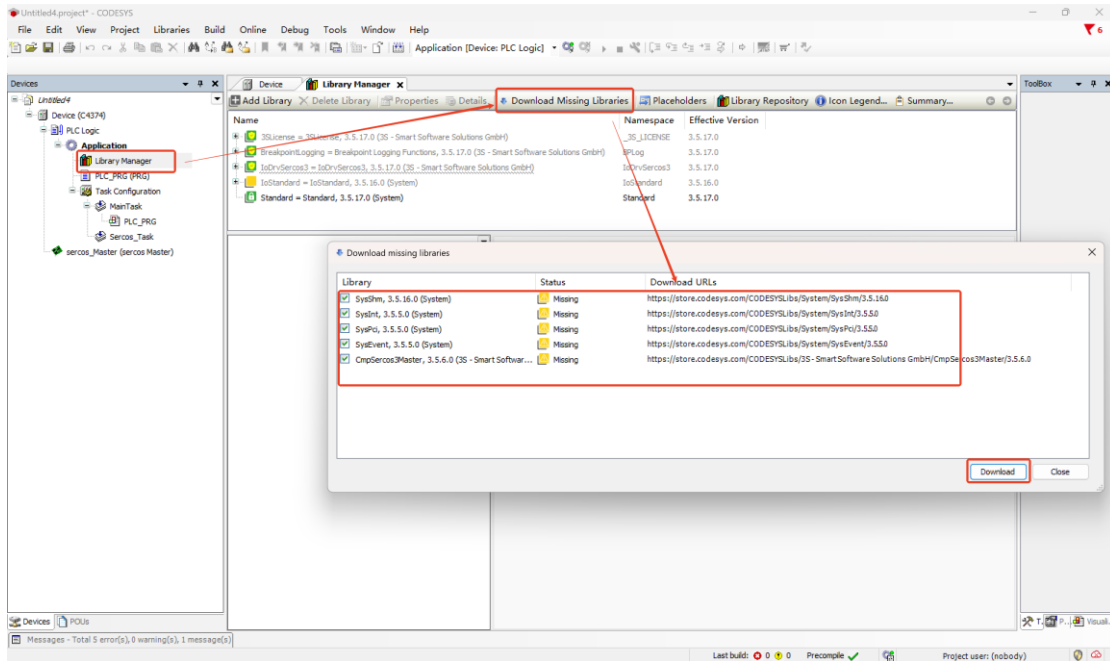 Untitled4.project* - CODESYS
File Edit View Project Libraries Build Online Debug Tools Window Help
6
Application [Device: PLC Logic]
Devices
Untitled4
Device (C4374)
PLC Logic
Application
Library Manager
PLC_PRG (PRG)
Task Configuration
MainTask
PLC_PRG
Sercos_Task
sercos_Master (sercos Master)
Device Library Manager
Add Library Delete Library Properties Details Download Missing Libraries Placeholders Library Repository Icon Legend... Summary...
Name Namespace Effective Version
3SLicense = 3SLicense, 3.5.17.0 (3S - Smart Software Solutions GmbH) _3S_LICENSE 3.5.17.0
BreakpointLogging = Breakpoint Logging Functions, 3.5.17.0 (3S - Smart Software Solutions GmbH) BPLog 3.5.17.0
IoDrvSercos3 = IoDrvSercos3, 3.5.17.0 (3S - Smart Software Solutions GmbH) IoDrvSercos3 3.5.17.0
IoStandard = IoStandard, 3.5.16.0 (System) IoStandard 3.5.16.0
Standard = Standard, 3.5.17.0 (System) Standard 3.5.17.0
ToolBox
Download missing libraries
Library Status Download URLs
SysShm, 3.5.16.0 (System) Missing https://store.codesys.com/CODESYSLibs/System/SysShm/3.5.16.0
SysInt, 3.5.5.0 (System) Missing https://store.codesys.com/CODESYSLibs/System/SysInt/3.5.5.0
SysPci, 3.5.5.0 (System) Missing https://store.codesys.com/CODESYSLibs/System/SysPci/3.5.5.0
SysEvent, 3.5.5.0 (System) Missing https://store.codesys.com/CODESYSLibs/System/SysEvent/3.5.5.0
CmpSercos3Master, 3.5.6.0 (3S - Smart Softwar... Missing https://store.codesys.com/CODESYSLibs/3S - Smart Software Solutions GmbH/CmpSercos3Master/3.5.6.0
Download Close
Devices POUs
T... P... Visuali...
Messages - Total 5 error(s), 0 warning(s), 1 message(s)
Last build: 0 0 Precompile Project user: (nobody)